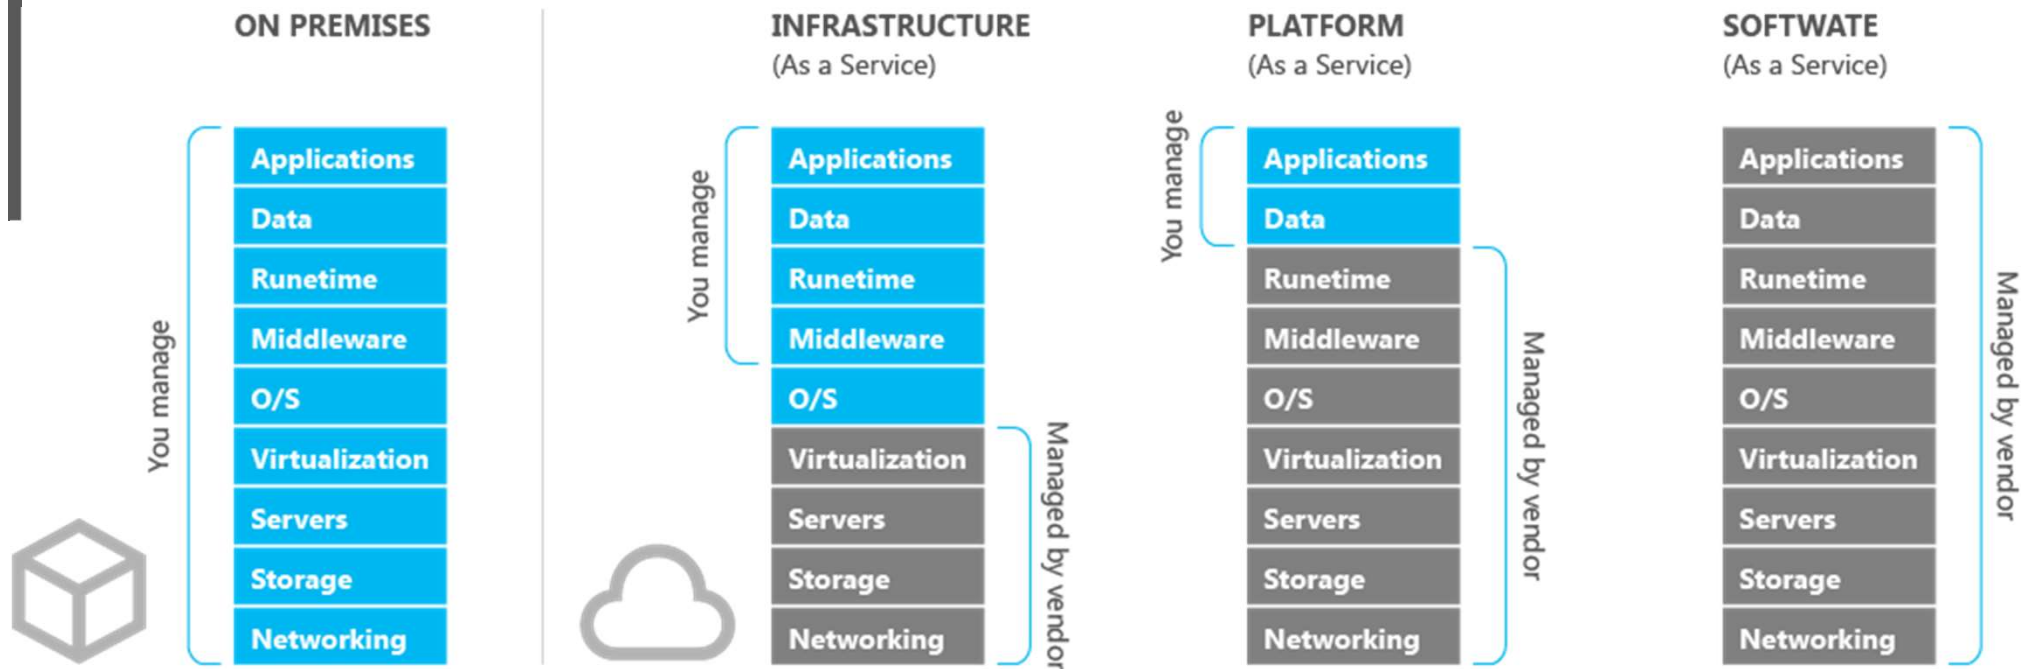 ON PREMISES
You manage
Applications
Data
Runetime
Middleware
O/S
Virtualization
Servers
Storage
Networking
INFRASTRUCTURE
(As a Service)
You manage
Applications
Data
Runetime
Middleware
O/S
Virtualization
Servers
Storage
Networking
Managed by vendor
PLATFORM
(As a Service)
You manage
Applications
Data
Runetime
Middleware
O/S
Virtualization
Servers
Storage
Networking
Managed by vendor
SOFTWATE
(As a Service)
Applications
Data
Runetime
Middleware
O/S
Virtualization
Servers
Storage
Networking
Managed by vendor